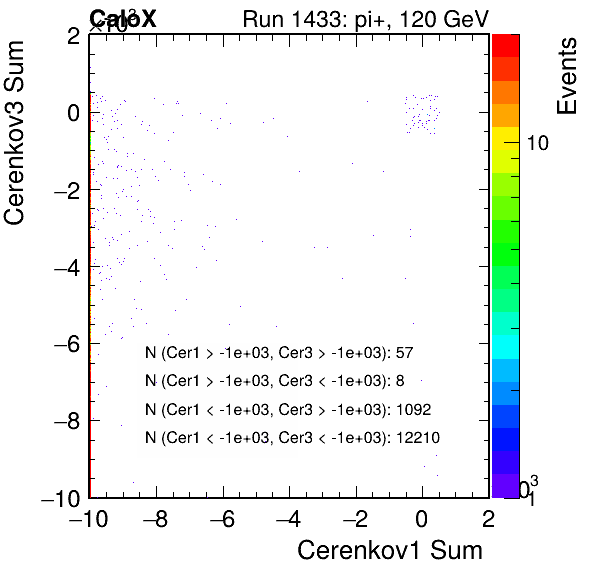 CaloX
×10³
Run 1433: pi+, 120 GeV
Cerenkov3 Sum
2
0
−2
−4
−6
−8
−10
Events
10
1
N (Cer1 > -1e+03, Cer3 > -1e+03): 57
N (Cer1 > -1e+03, Cer3 < -1e+03): 8
N (Cer1 < -1e+03, Cer3 > -1e+03): 1092
N (Cer1 < -1e+03, Cer3 < -1e+03): 12210
−10 −8 −6 −4 −2 0 2
Cerenkov1 Sum